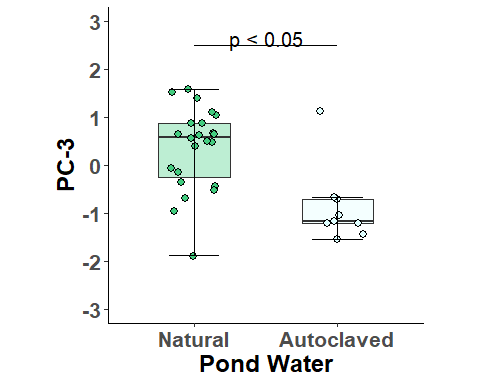 p < 0.05
3
2
1
0
-1
-2
-3
PC-3
Natural Autoclaved
Pond Water